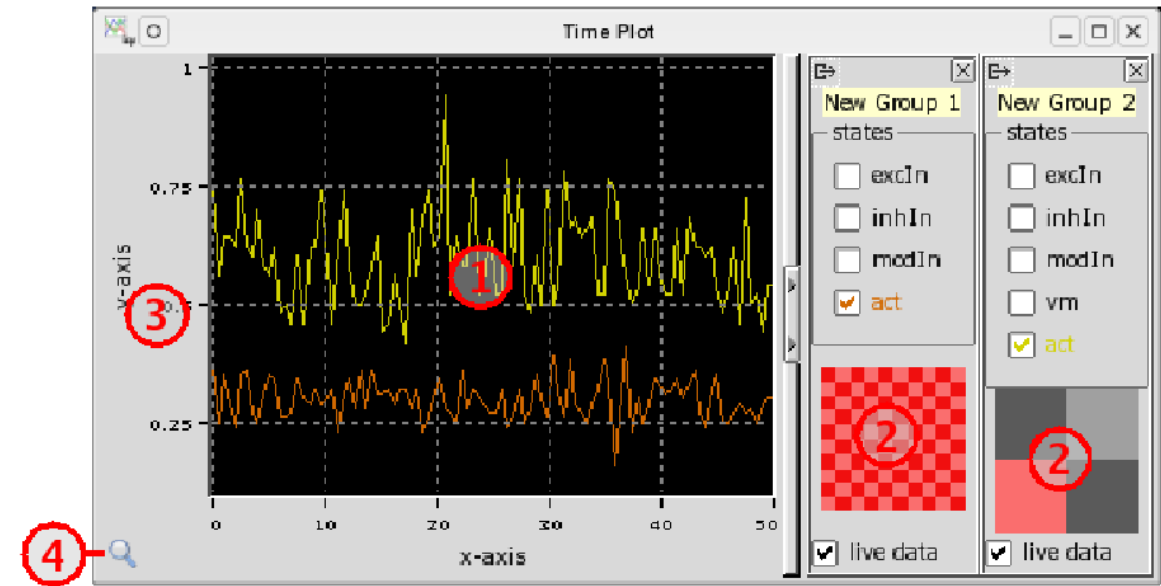 Time Plot
New Group 1
states
excIn
inhIn
modIn
act
2
live data
New Group 2
states
excIn
inhIn
modIn
vm
act
2
live data
1
0.75
0.25
y-axis
3
1
0 10 20 30 40 50
x-axis
4